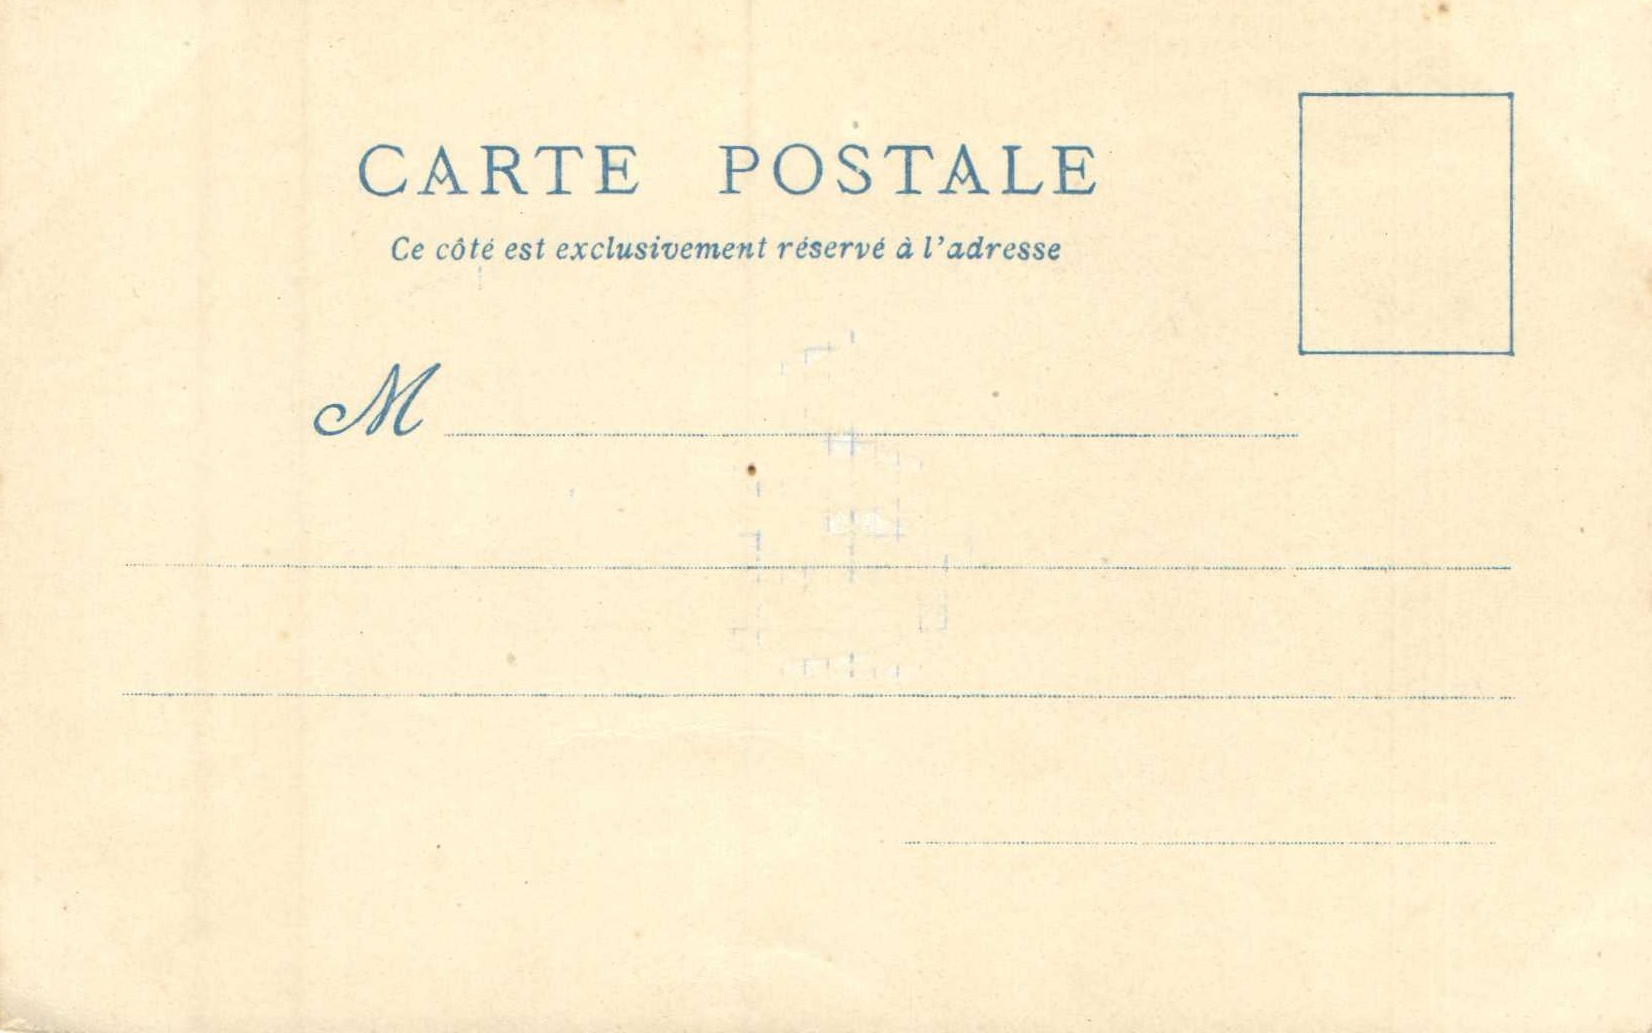 CARTE POSTALE
Ce côté est exclusivement réservé à l'adresse
M